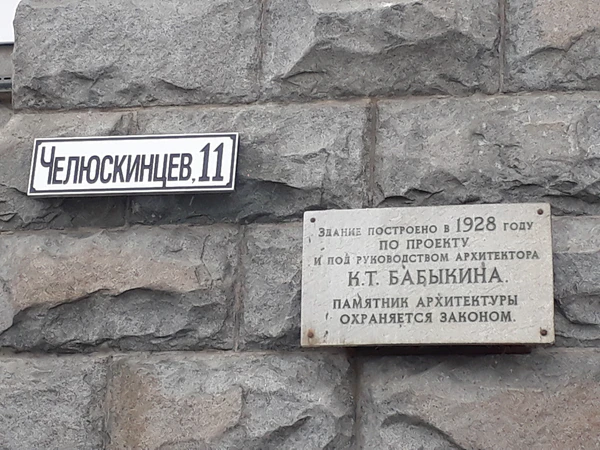 Челюскинцев, 11
Здание построено в 1928 году
по проекту
и под руководством архитектора
К.Т. БАБЫКИНА.
ПАМЯТНИК АРХИТЕКТУРЫ
ОХРАНЯЕТСЯ ЗАКОНОМ.